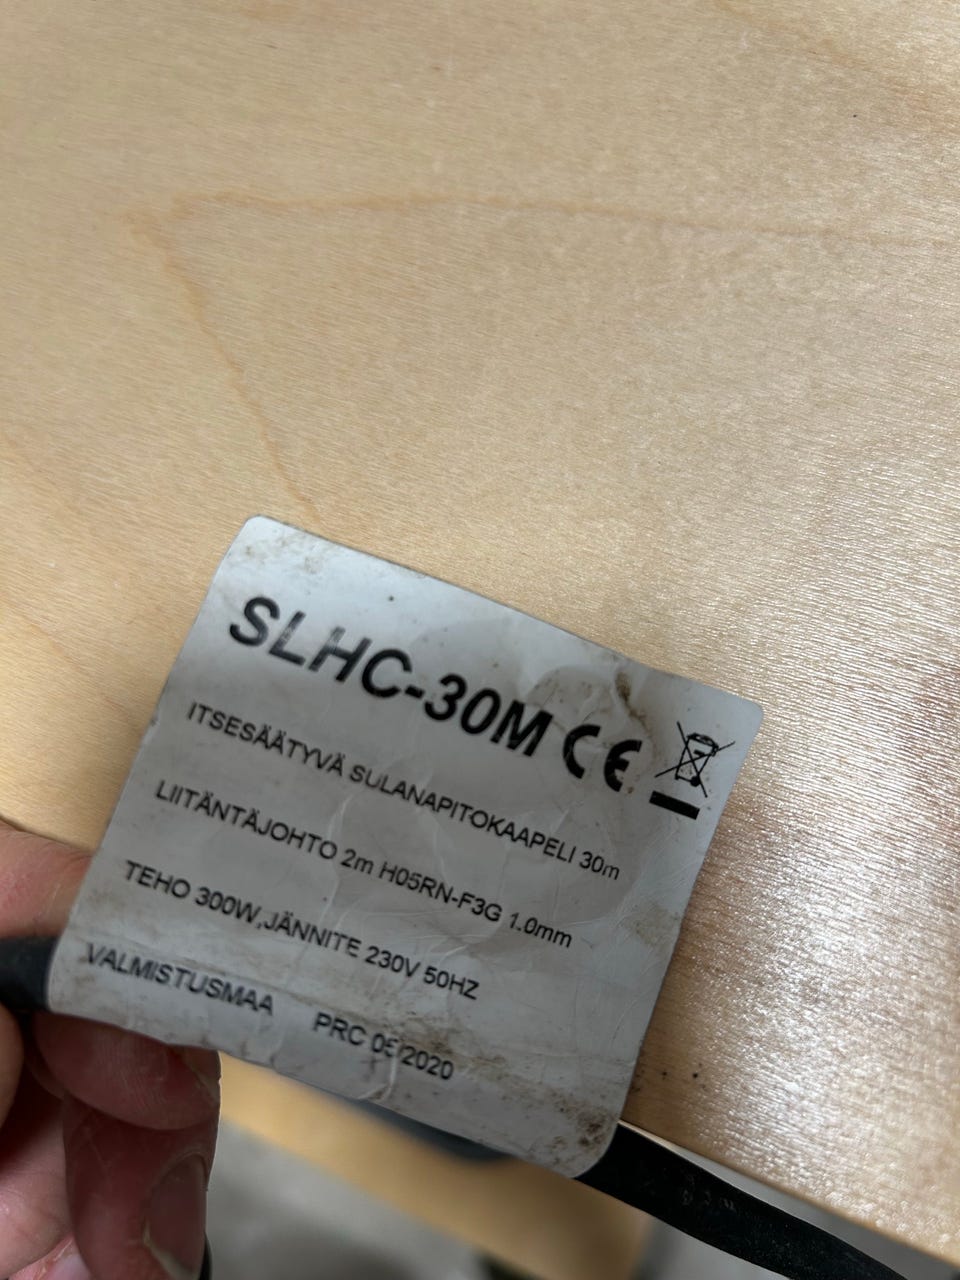 SLHC-30M CE
ITSESÄÄTYVÄ SULANAPITOKAAPELI 30m
LIITÄNTÄJOHTO 2m H05RN-F3G 1.0mm
TEHO 300W,JÄNNITE 230V 50HZ
VALMISTUSMAA PRC 05/2020